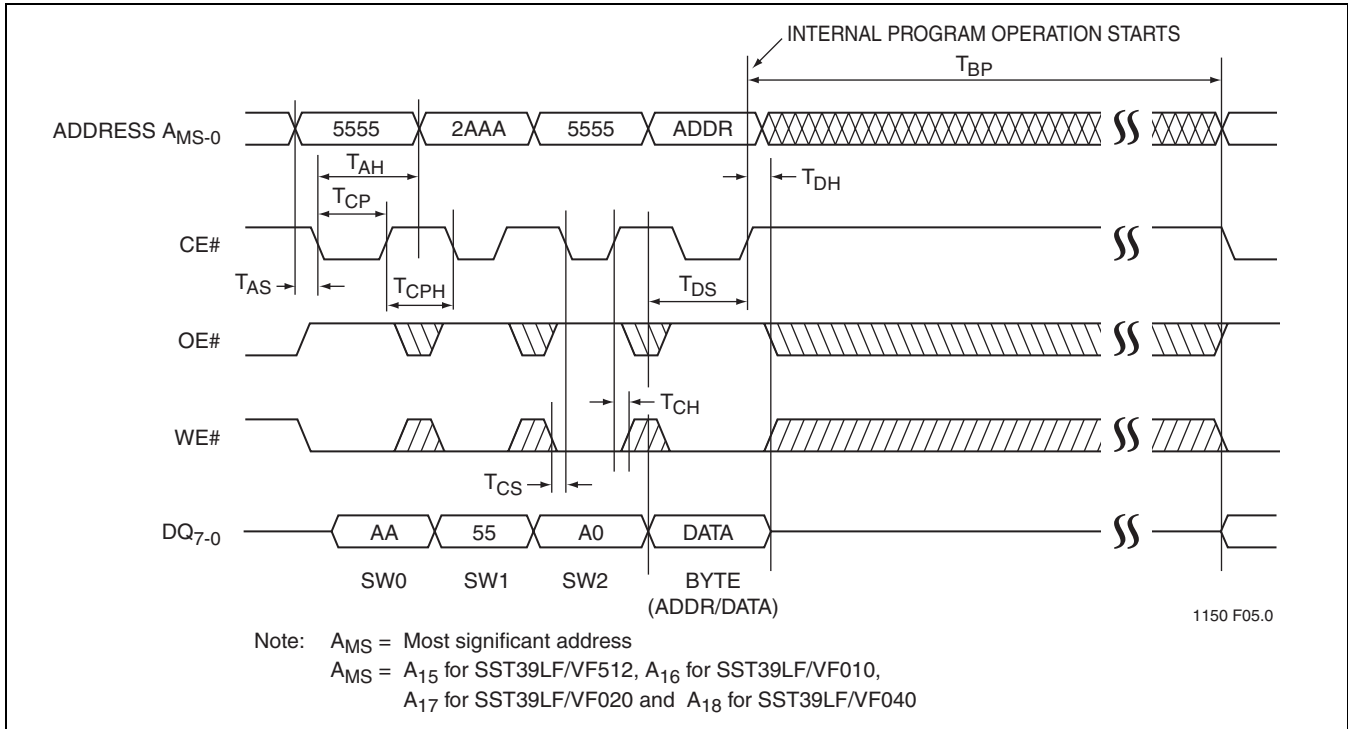 INTERNAL PROGRAM OPERATION STARTS
TBP
ADDRESS AMS-0
5555 2AAA 5555 ADDR
TAH
TDH
TCP
CE#
TAS
TCPH
TDS
OE#
TCH
WE#
TCS
DQ7-0
AA 55 A0 DATA
SW0 SW1 SW2 BYTE
(ADDR/DATA)
1150 F05.0
Note: AMS = Most significant address
AMS = A15 for SST39LF/VF512, A16 for SST39LF/VF010,
A17 for SST39LF/VF020 and A18 for SST39LF/VF040